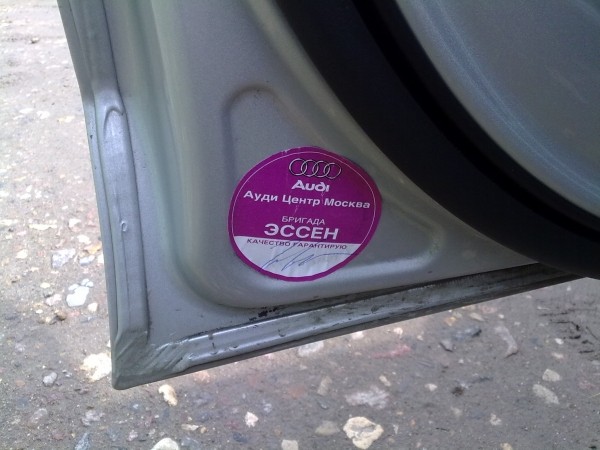 Audi
Ауди Центр Москва
БРИГАДА
ЭССЕН
КАЧЕСТВО ГАРАНТИРУЮ